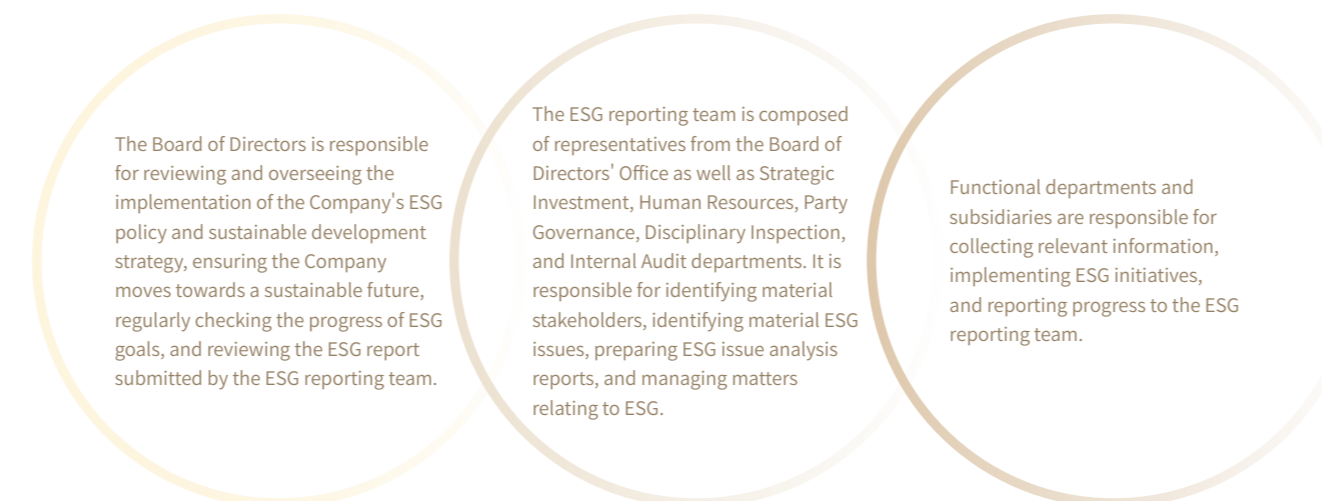 The Board of Directors is responsible
for reviewing and overseeing the
implementation of the Company's ESG
policy and sustainable development
strategy, ensuring the Company
moves towards a sustainable future,
regularly checking the progress of ESG
goals, and reviewing the ESG report
submitted by the ESG reporting team.
The ESG reporting team is composed
of representatives from the Board of
Directors' Office as well as Strategic
Investment, Human Resources, Party
Governance, Disciplinary Inspection,
and Internal Audit departments. It is
responsible for identifying material
stakeholders, identifying material ESG
issues, preparing ESG issue analysis
reports, and managing matters
relating to ESG.
Functional departments and
subsidiaries are responsible for
collecting relevant information,
implementing ESG initiatives,
and reporting progress to the ESG
reporting team.